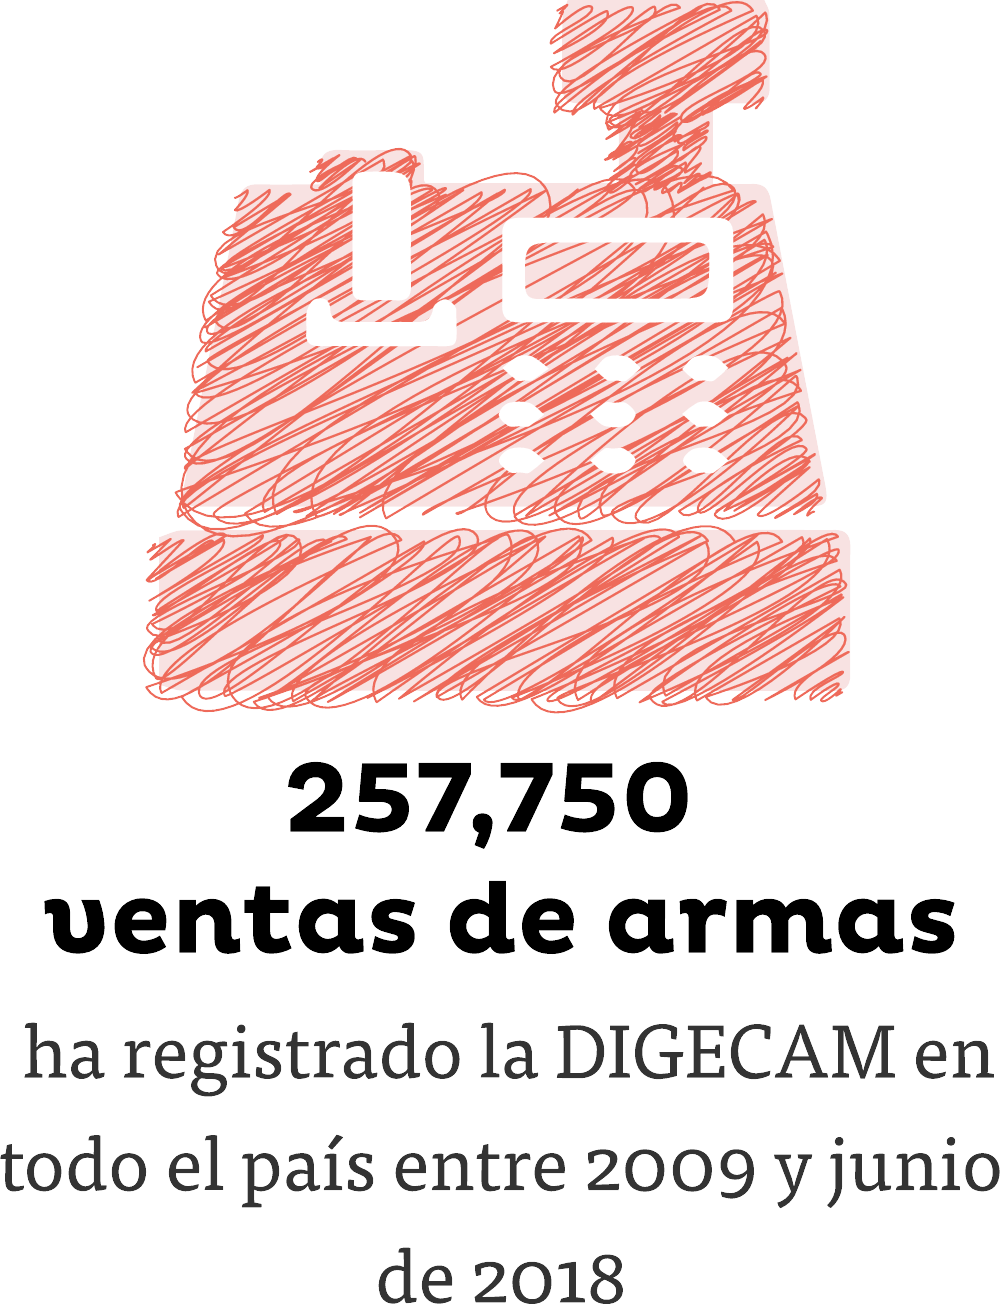 257,750
ventas de armas
ha registrado la DIGECAM en
todo el país entre 2009 y junio
de 2018